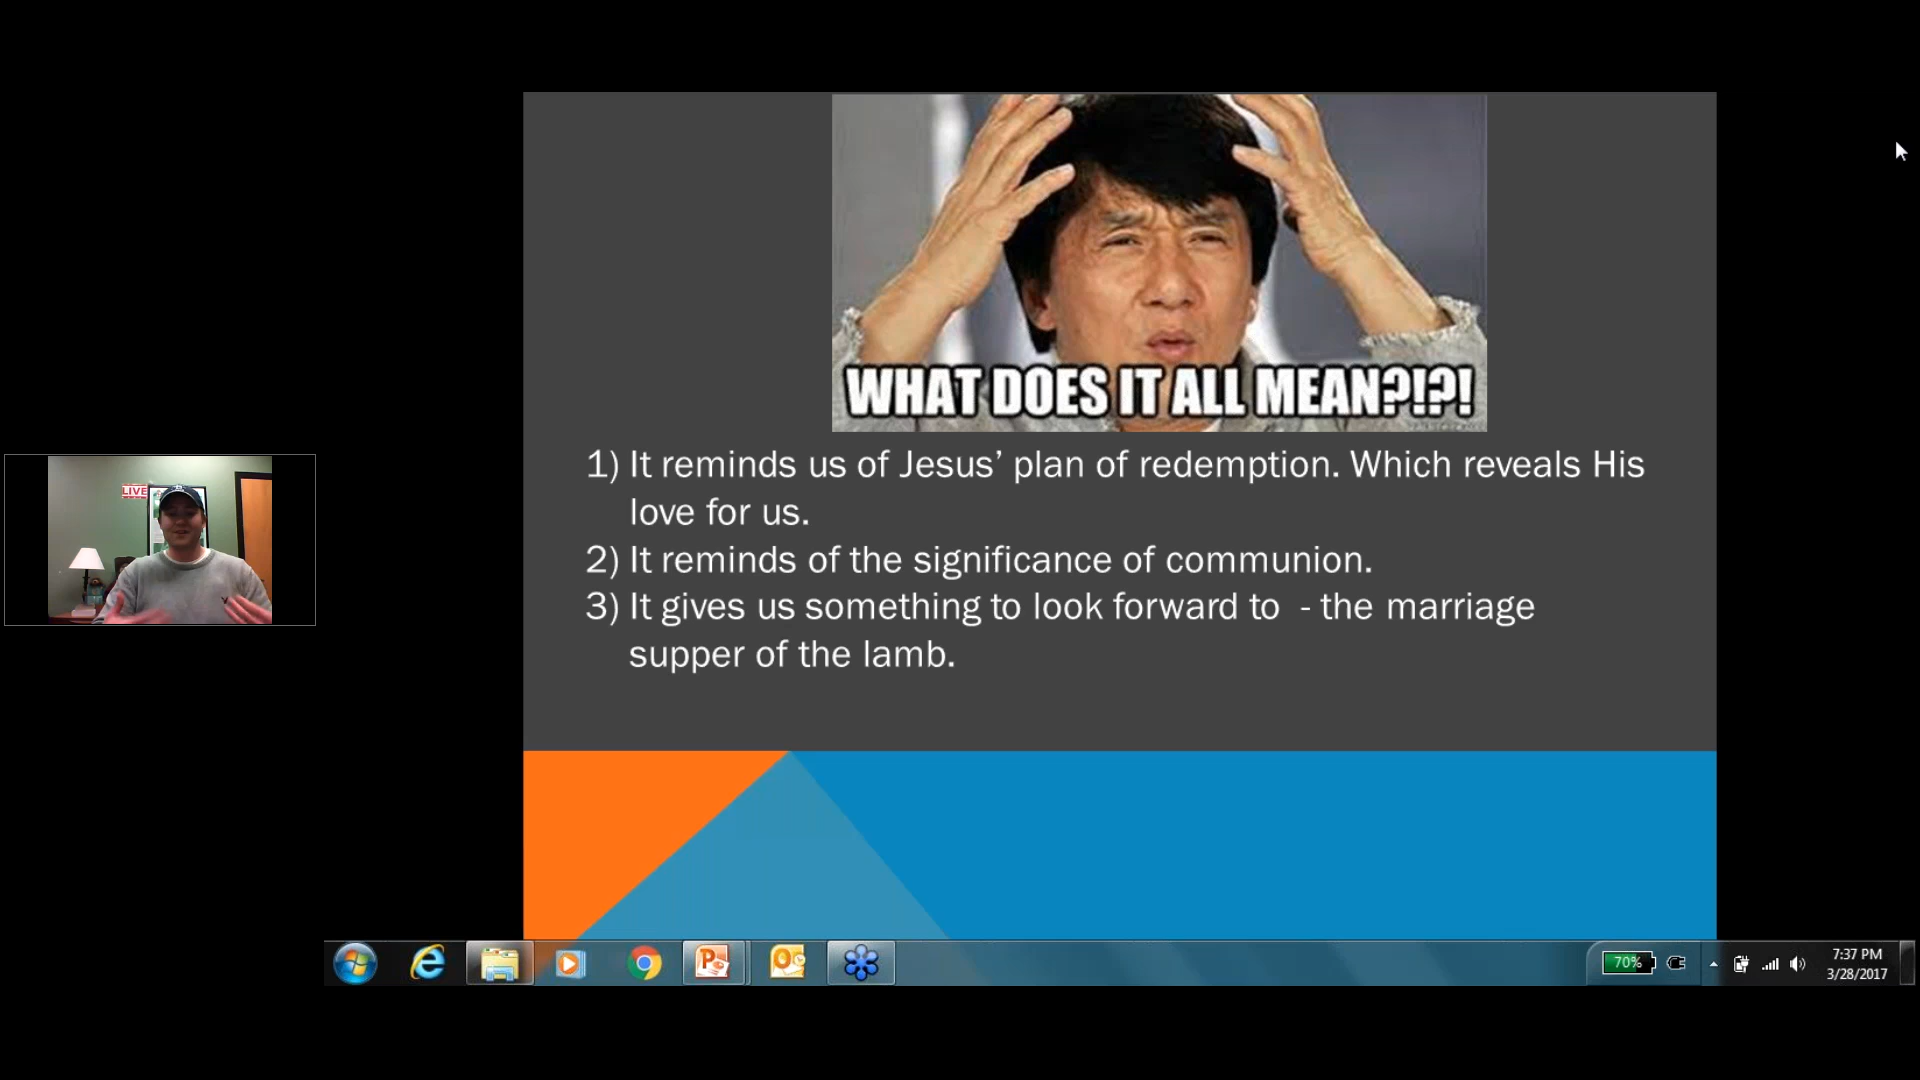 WHAT DOES IT ALL MEAN?!?!
1) It reminds us of Jesus’ plan of redemption. Which reveals His
love for us.
2) It reminds of the significance of communion.
3) It gives us something to look forward to - the marriage
supper of the lamb.
LIVE
70%
7:37 PM
3/28/2017